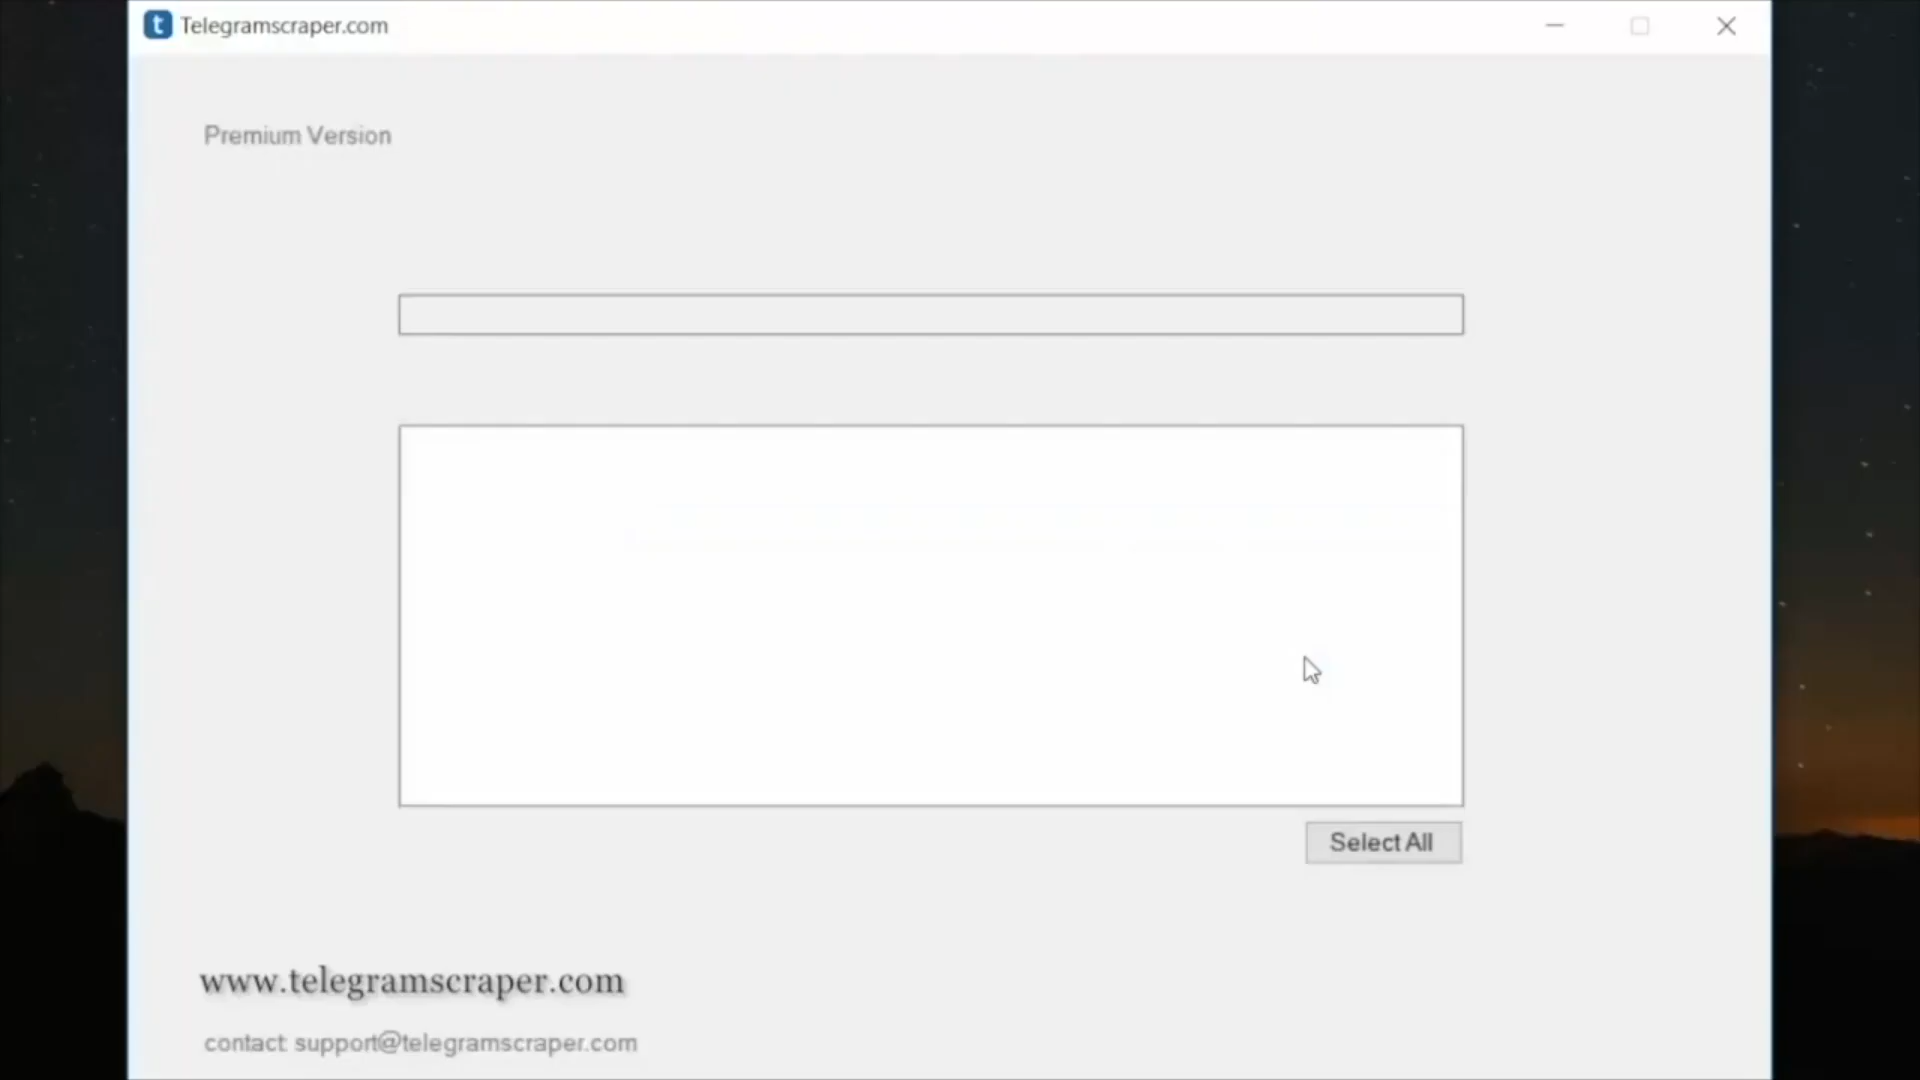 Telegramscraper.com
Premium Version
Select All
www.telegramscraper.com
contact: support@telegramscraper.com